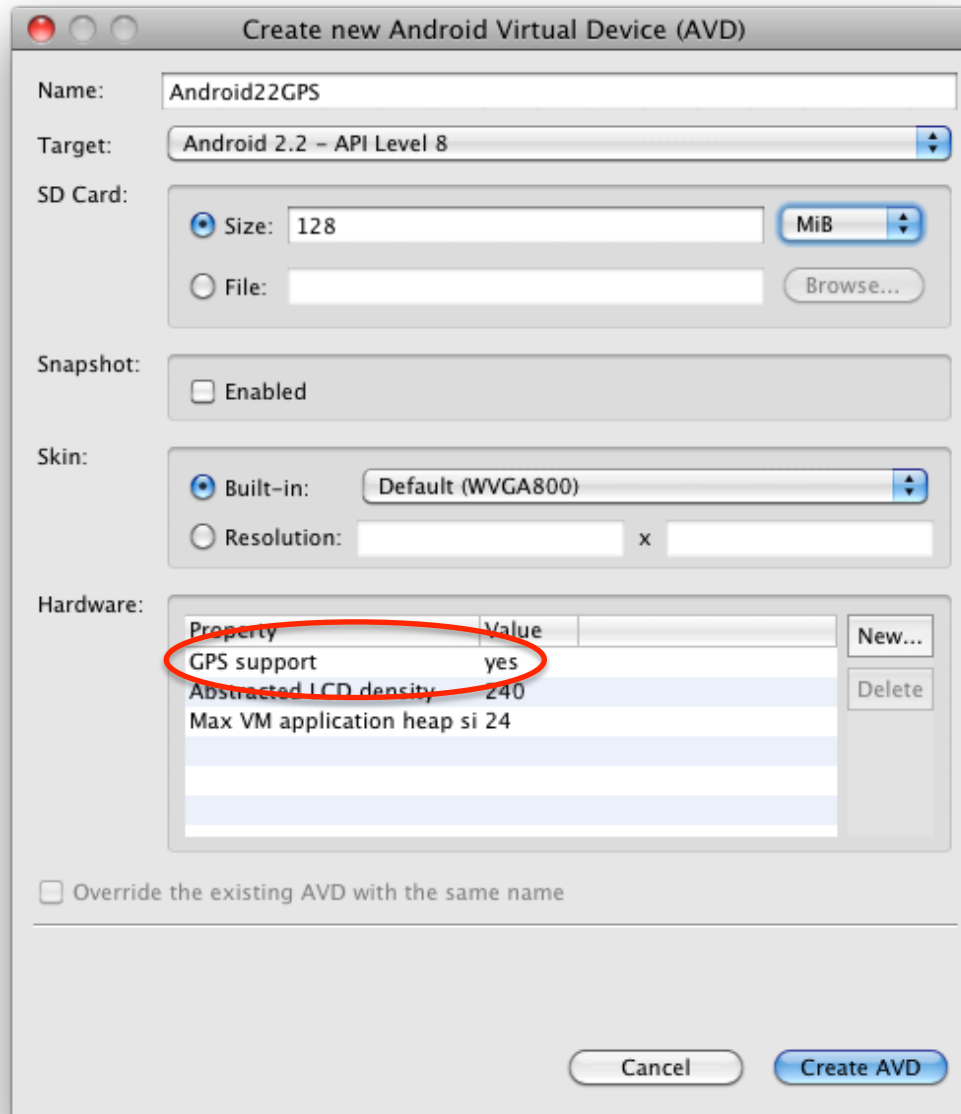 Create new Android Virtual Device (AVD)
Name: Android22GPS
Target: Android 2.2 – API Level 8
SD Card:
Size: 128 MiB
File: Browse...
Snapshot:
Enabled
Skin:
Built-in: Default (WVGA800)
Resolution: x
Hardware:
Property Value New...
GPS support yes
Abstracted LCD density 240 Delete
Max VM application heap si 24
Override the existing AVD with the same name
Cancel Create AVD